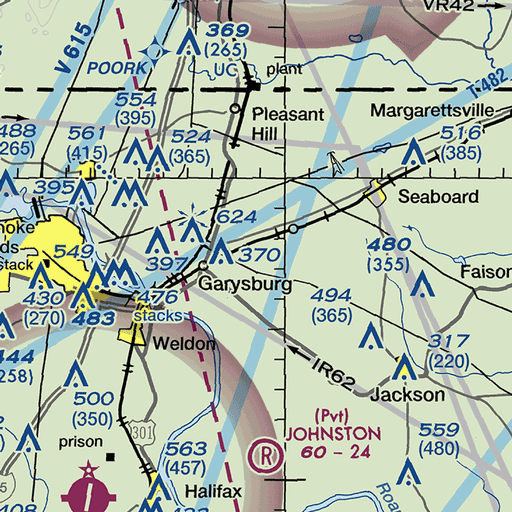 VR42
V 615
369
(265)
POORK
UC
plant
T-482
554
(395)
Pleasant
Hill
Margarettsville
488
(265)
561
(415)
524
(365)
516
(385)
395
Seaboard
624
549
stack
397
370
480
(355)
Faison
Garysburg
430
(270)
483
476
stacks
494
(365)
Weldon
IR62
317
(220)
444
(258)
500
(350)
Jackson
(Pvt)
JOHNSTON
60 - 24
R
prison
301
563
(457)
559
(480)
Halifax